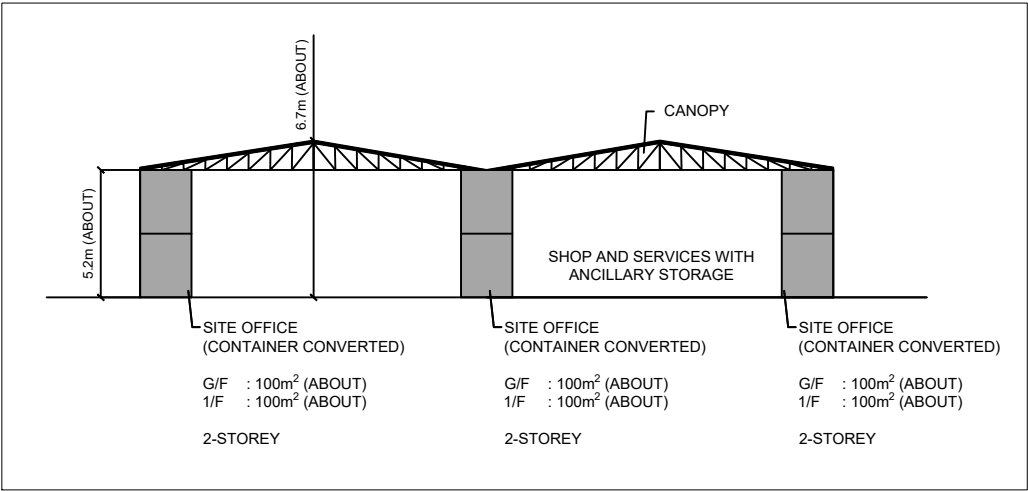 6.7m (ABOUT)
CANOPY
5.2m (ABOUT)
SHOP AND SERVICES WITH
ANCILLARY STORAGE
SITE OFFICE
(CONTAINER CONVERTED)
G/F : 100m² (ABOUT)
1/F : 100m² (ABOUT)
2-STOREY
SITE OFFICE
(CONTAINER CONVERTED)
G/F : 100m² (ABOUT)
1/F : 100m² (ABOUT)
2-STOREY
SITE OFFICE
(CONTAINER CONVERTED)
G/F : 100m² (ABOUT)
1/F : 100m² (ABOUT)
2-STOREY